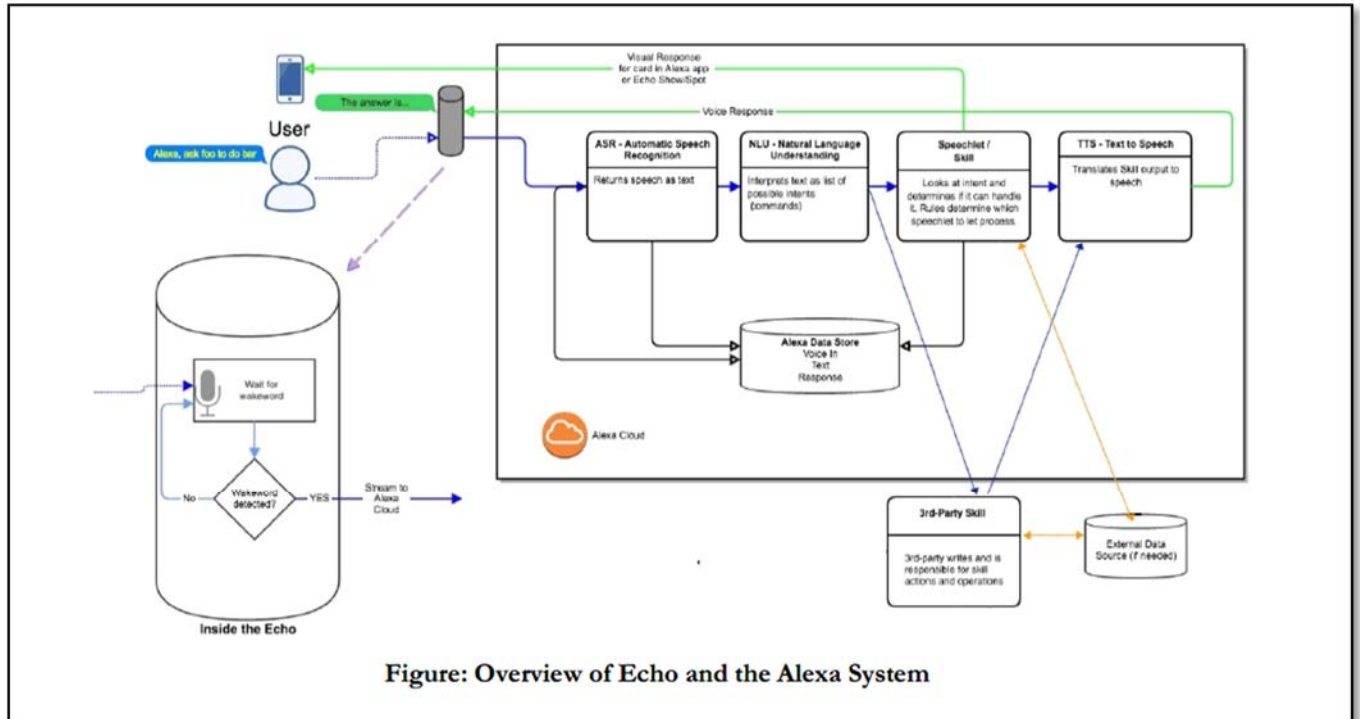 Visual Response
for card in Alexa app
or Echo Show/Spot
The answer is...
Voice Response
User
Alexa, ask foo to do bar
ASR - Automatic Speech
Recognition
Returns speech as text
NLU - Natural Language
Understanding
Interprets text as list of
possible intents
(commands)
Speechlet /
Skill
Looks at intent and
determines if it can handle
it. Rules determine which
speechlet to let process.
TTS - Text to Speech
Translates Skill output to
speech
Alexa Data Store
Voice In
Text
Response
Alexa Cloud
Wait for
wakeword
Wakeword
detected?
No
YES
Stream to
Alexa
Cloud
Inside the Echo
3rd-Party Skill
3rd-party writes and is
responsible for skill
actions and operations
External Data
Source (if needed)
Figure: Overview of Echo and the Alexa System